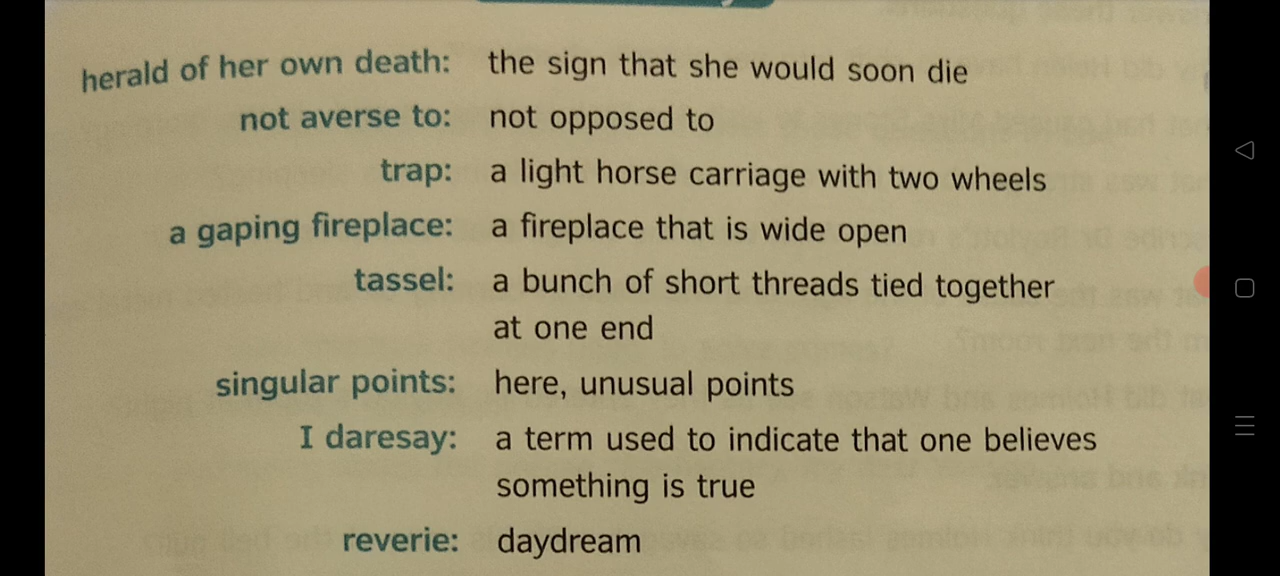 herald of her own death: the sign that she would soon die
not averse to: not opposed to
trap: a light horse carriage with two wheels
a gaping fireplace: a fireplace that is wide open
tassel: a bunch of short threads tied together
at one end
singular points: here, unusual points
I daresay: a term used to indicate that one believes
something is true
reverie: daydream